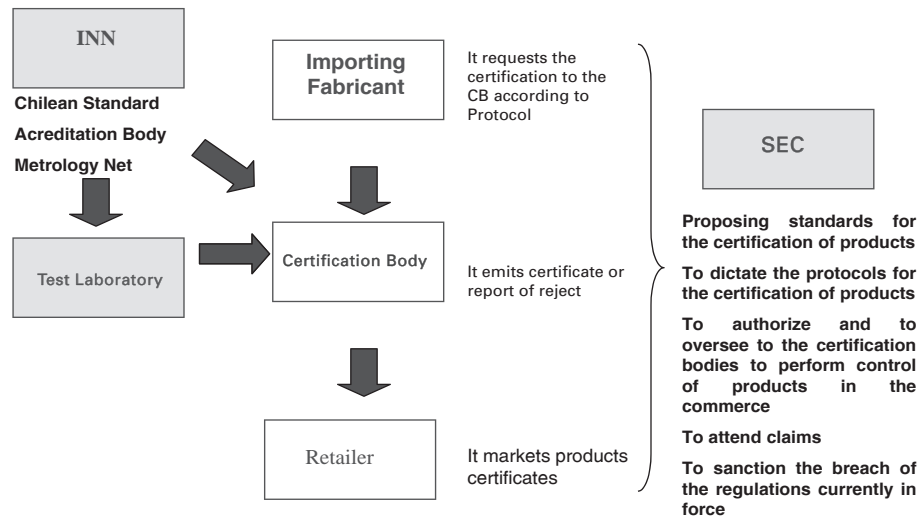 INN
Chilean Standard
Acreditation Body
Metrology Net
Test Laboratory
Importing
Fabricant
It requests the
certification to the
CB according to
Protocol
Certification Body
It emits certificate or
report of reject
Retailer
It markets products
certificates
SEC
Proposing standards for
the certification of products
To dictate the protocols for
the certification of products
To authorize and to
oversee to the certification
bodies to perform control
of products in the
commerce
To attend claims
To sanction the breach of
the regulations currently in
force